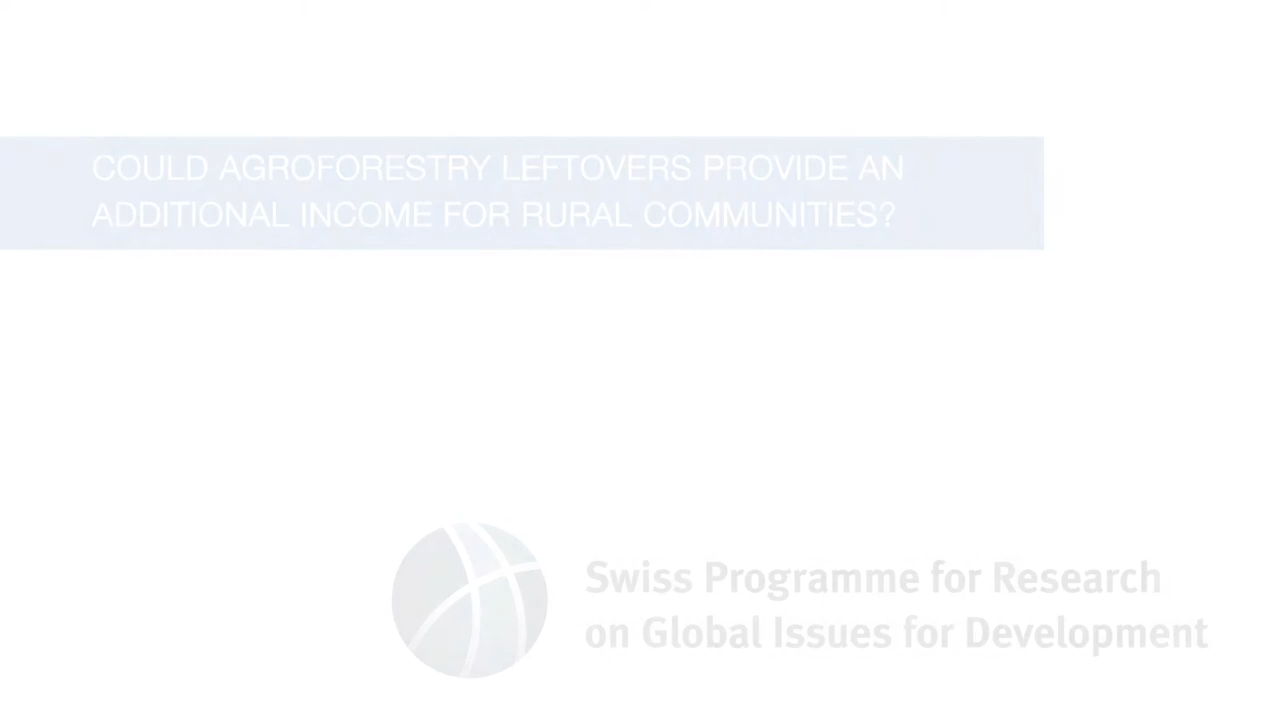 COULD AGROFORESTRY LEFTOVERS PROVIDE AN
ADDITIONAL INCOME FOR RURAL COMMUNITIES?
Swiss Programme for Research
on Global Issues for Development